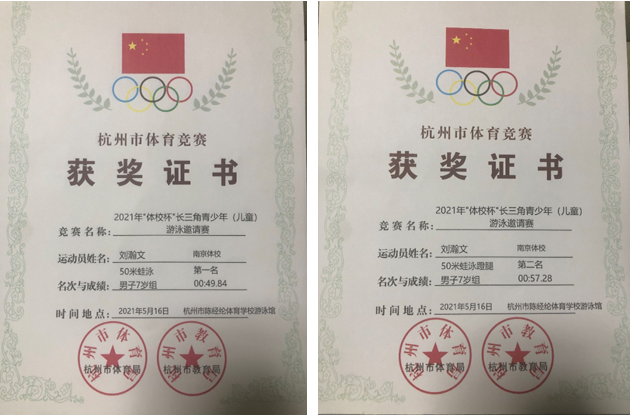 杭州市体育竞赛
获奖证书
竞赛名称: 2021年"体校杯"长三角青少年（儿童）
游泳邀请赛
运动员姓名: 刘瀚文 南京体校
50米蛙泳 第一名
名次与成绩: 男子7岁组 00:49.84
时间地点: 2021年5月16日 杭州市陈经纶体育学校游泳馆
杭州市体育局 杭州市教育局
杭州市体育竞赛
获奖证书
竞赛名称: 2021年"体校杯"长三角青少年（儿童）
游泳邀请赛
运动员姓名: 刘瀚文 南京体校
50米蛙泳蹬腿 第二名
名次与成绩: 男子7岁组 00:57.28
时间地点: 2021年5月16日 杭州市陈经纶体育学校游泳馆
杭州市体育局 杭州市教育局